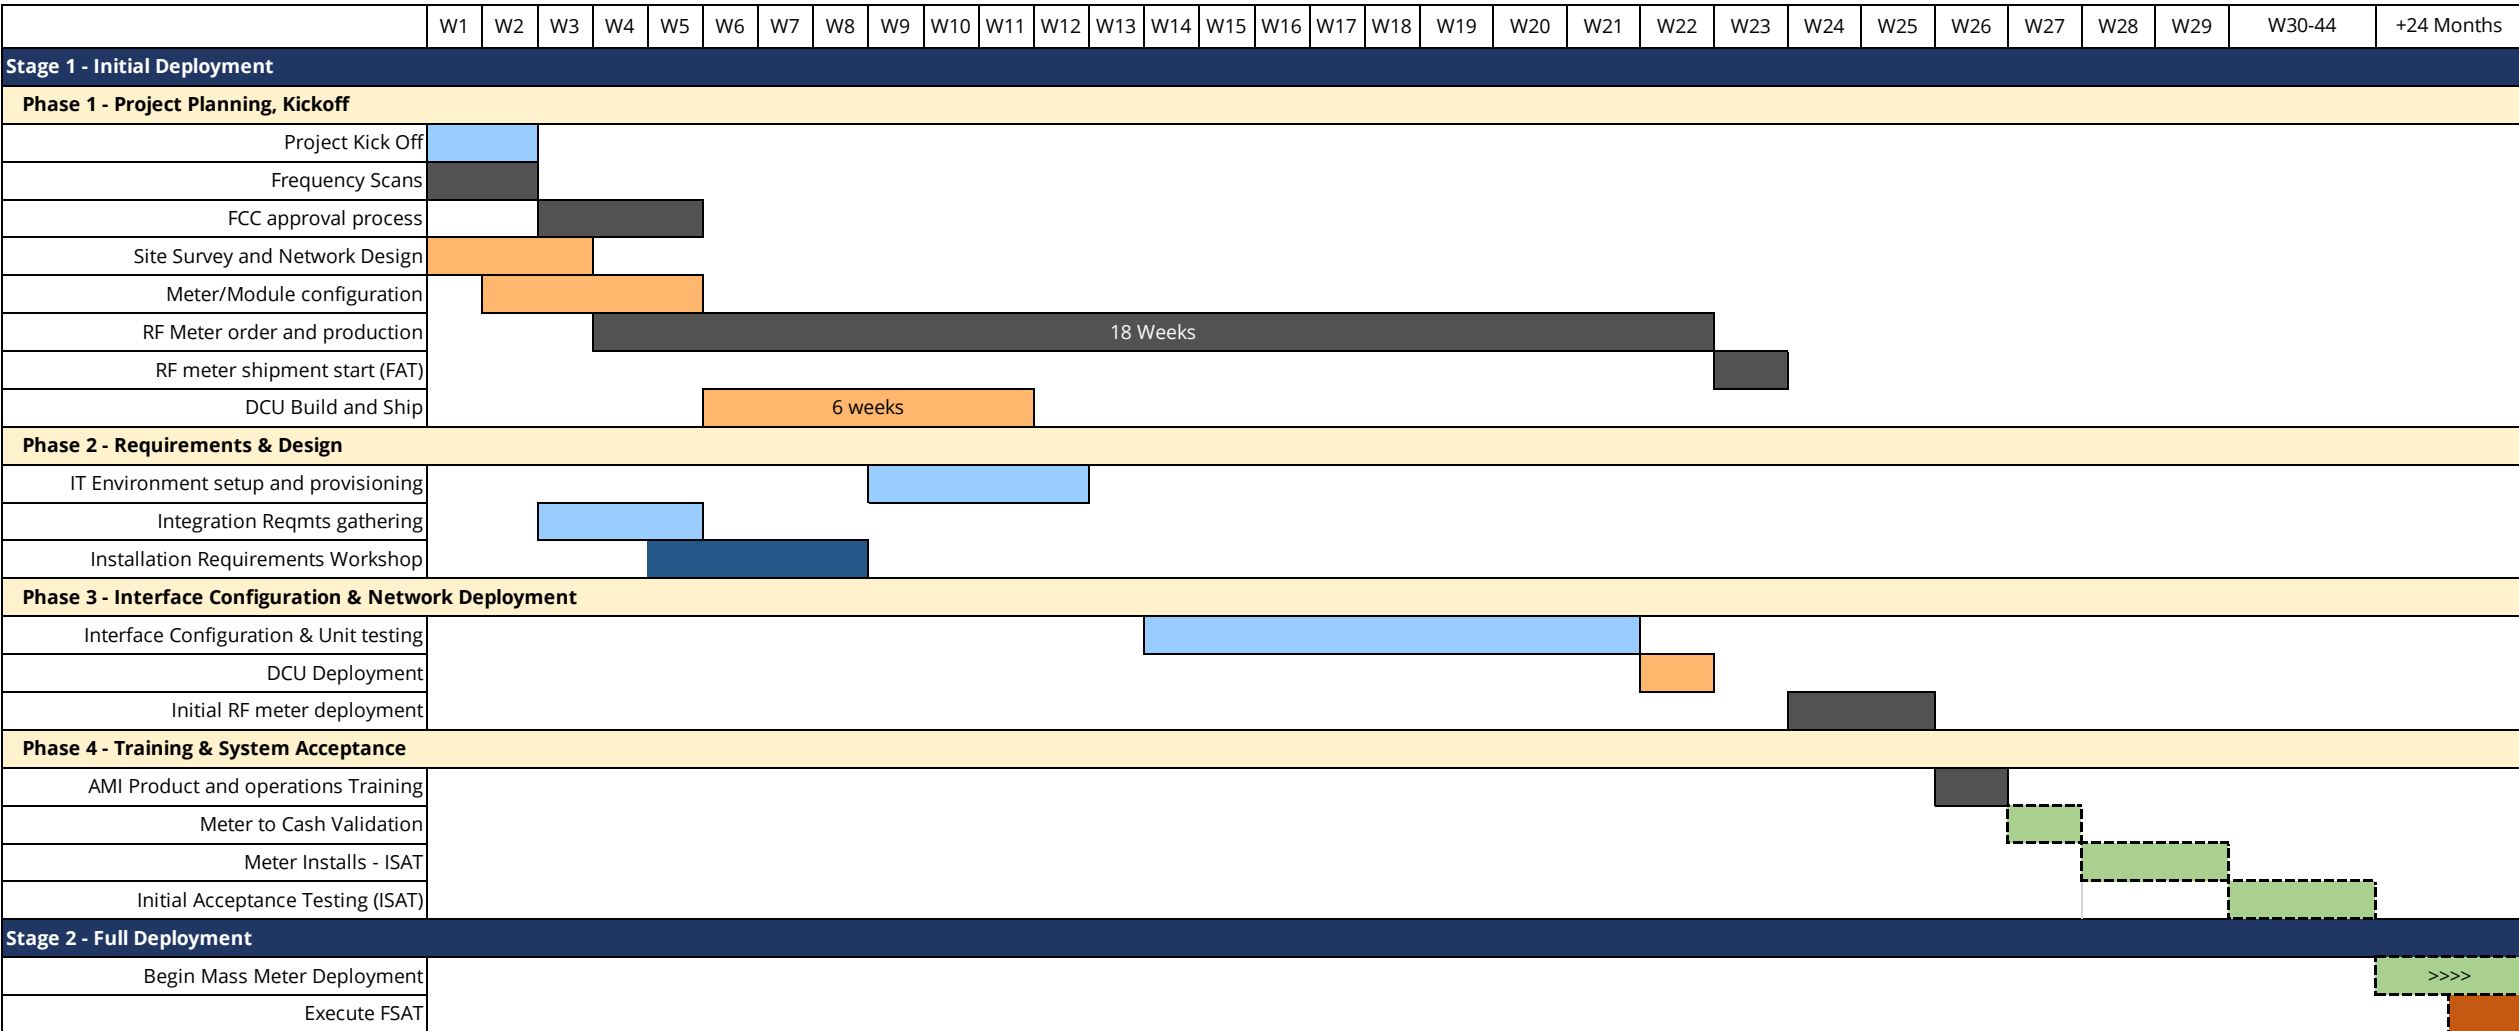 W1 W2 W3 W4 W5 W6 W7 W8 W9 W10 W11 W12 W13 W14 W15 W16 W17 W18 W19 W20 W21 W22 W23 W24 W25 W26 W27 W28 W29 W30-44 +24 Months
Stage 1 - Initial Deployment
Phase 1 - Project Planning, Kickoff
Project Kick Off
Frequency Scans
FCC approval process
Site Survey and Network Design
Meter/Module configuration
RF Meter order and production 18 Weeks
RF meter shipment start (FAT)
DCU Build and Ship 6 weeks
Phase 2 - Requirements & Design
IT Environment setup and provisioning
Integration Reqmts gathering
Installation Requirements Workshop
Phase 3 - Interface Configuration & Network Deployment
Interface Configuration & Unit testing
DCU Deployment
Initial RF meter deployment
Phase 4 - Training & System Acceptance
AMI Product and operations Training
Meter to Cash Validation
Meter Installs - ISAT
Initial Acceptance Testing (ISAT)
Stage 2 - Full Deployment
Begin Mass Meter Deployment >>>>
Execute FSAT